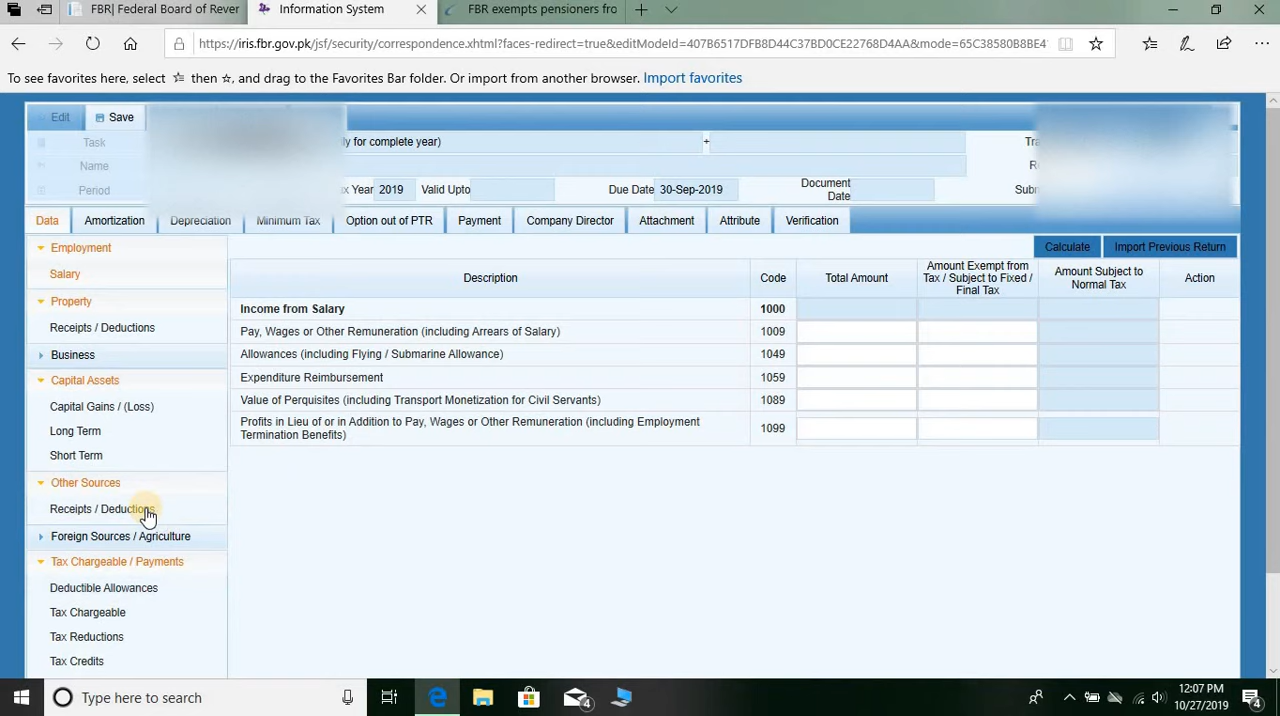 FBR| Federal Board of Rever
Information System
FBR exempts pensioners fro
https://iris.fbr.gov.pk/jsf/security/correspondence.xhtml?faces-redirect=true&editModeId=407B6517DFB8D44C37BD0CE22768D4AA&mode=65C38580B8BE4
To see favorites here, select then, and drag to the Favorites Bar folder. Or import from another browser. Import favorites
Edit Save
Task y for complete year) + Tra
Name Re
Period x Year 2019 Valid Upto Due Date 30-Sep-2019 Document Date Subm
Data Amortization Depreciation Minimum Tax Option out of PTR Payment Company Director Attachment Attribute Verification
Employment
Salary
Property
Receipts / Deductions
Business
Capital Assets
Capital Gains / (Loss)
Long Term
Short Term
Other Sources
Receipts / Deductions
Foreign Sources / Agriculture
Tax Chargeable / Payments
Deductible Allowances
Tax Chargeable
Tax Reductions
Tax Credits
Calculate Import Previous Return
Description Code Total Amount Amount Exempt from Tax / Subject to Fixed / Final Tax Amount Subject to Normal Tax Action
Income from Salary 1000
Pay, Wages or Other Remuneration (including Arrears of Salary) 1009
Allowances (including Flying / Submarine Allowance) 1049
Expenditure Reimbursement 1059
Value of Perquisites (including Transport Monetization for Civil Servants) 1089
Profits in Lieu of or in Addition to Pay, Wages or Other Remuneration (including Employment
Termination Benefits) 1099
Type here to search
4
12:07 PM
10/27/2019
4